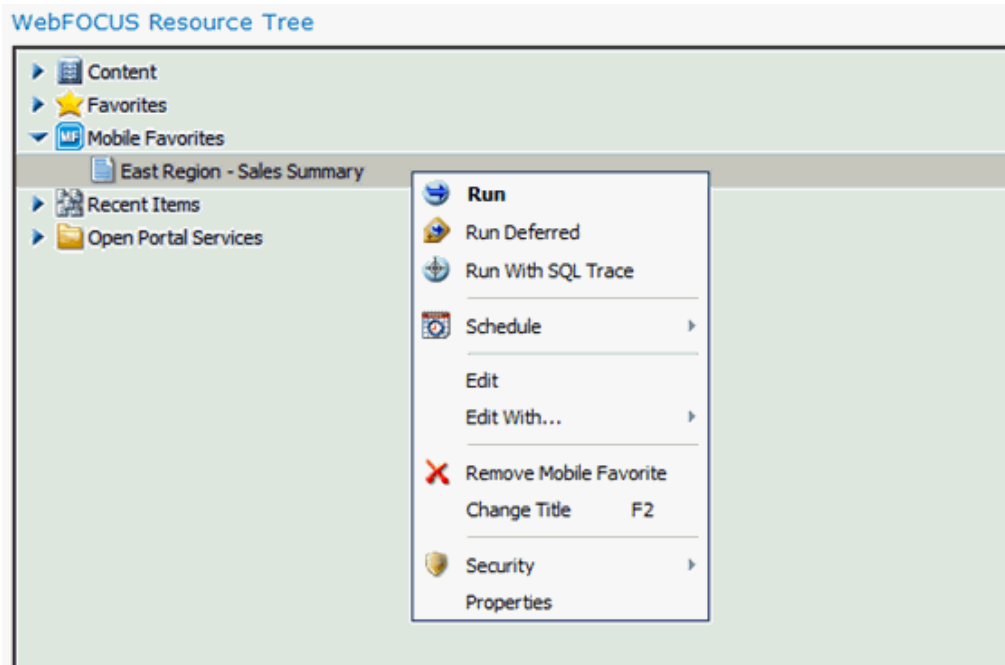 WebFOCUS Resource Tree
Content
Favorites
MF Mobile Favorites
East Region - Sales Summary
Recent Items
Open Portal Services
Run
Run Deferred
Run With SQL Trace
Schedule
Edit
Edit With...
Remove Mobile Favorite
Change Title F2
Security
Properties